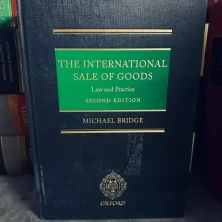 THE INTERNATIONAL
SALE OF GOODS
Law and Practice
SECOND EDITION
MICHAEL BRIDGE
OXFORD